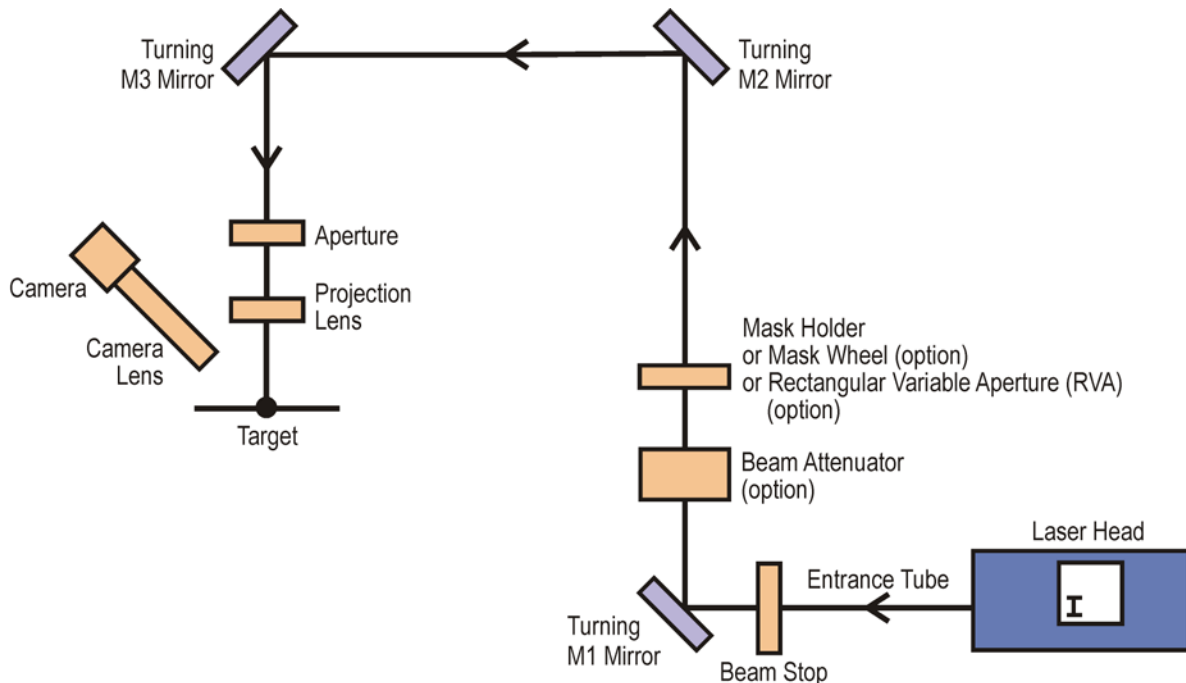 Turning
M3 Mirror
Turning
M2 Mirror
Aperture
Projection
Lens
Camera
Camera
Lens
Target
Mask Holder
or Mask Wheel (option)
or Rectangular Variable Aperture (RVA)
(option)
Beam Attenuator
(option)
Laser Head
I
Entrance Tube
Turning
M1 Mirror
Beam Stop